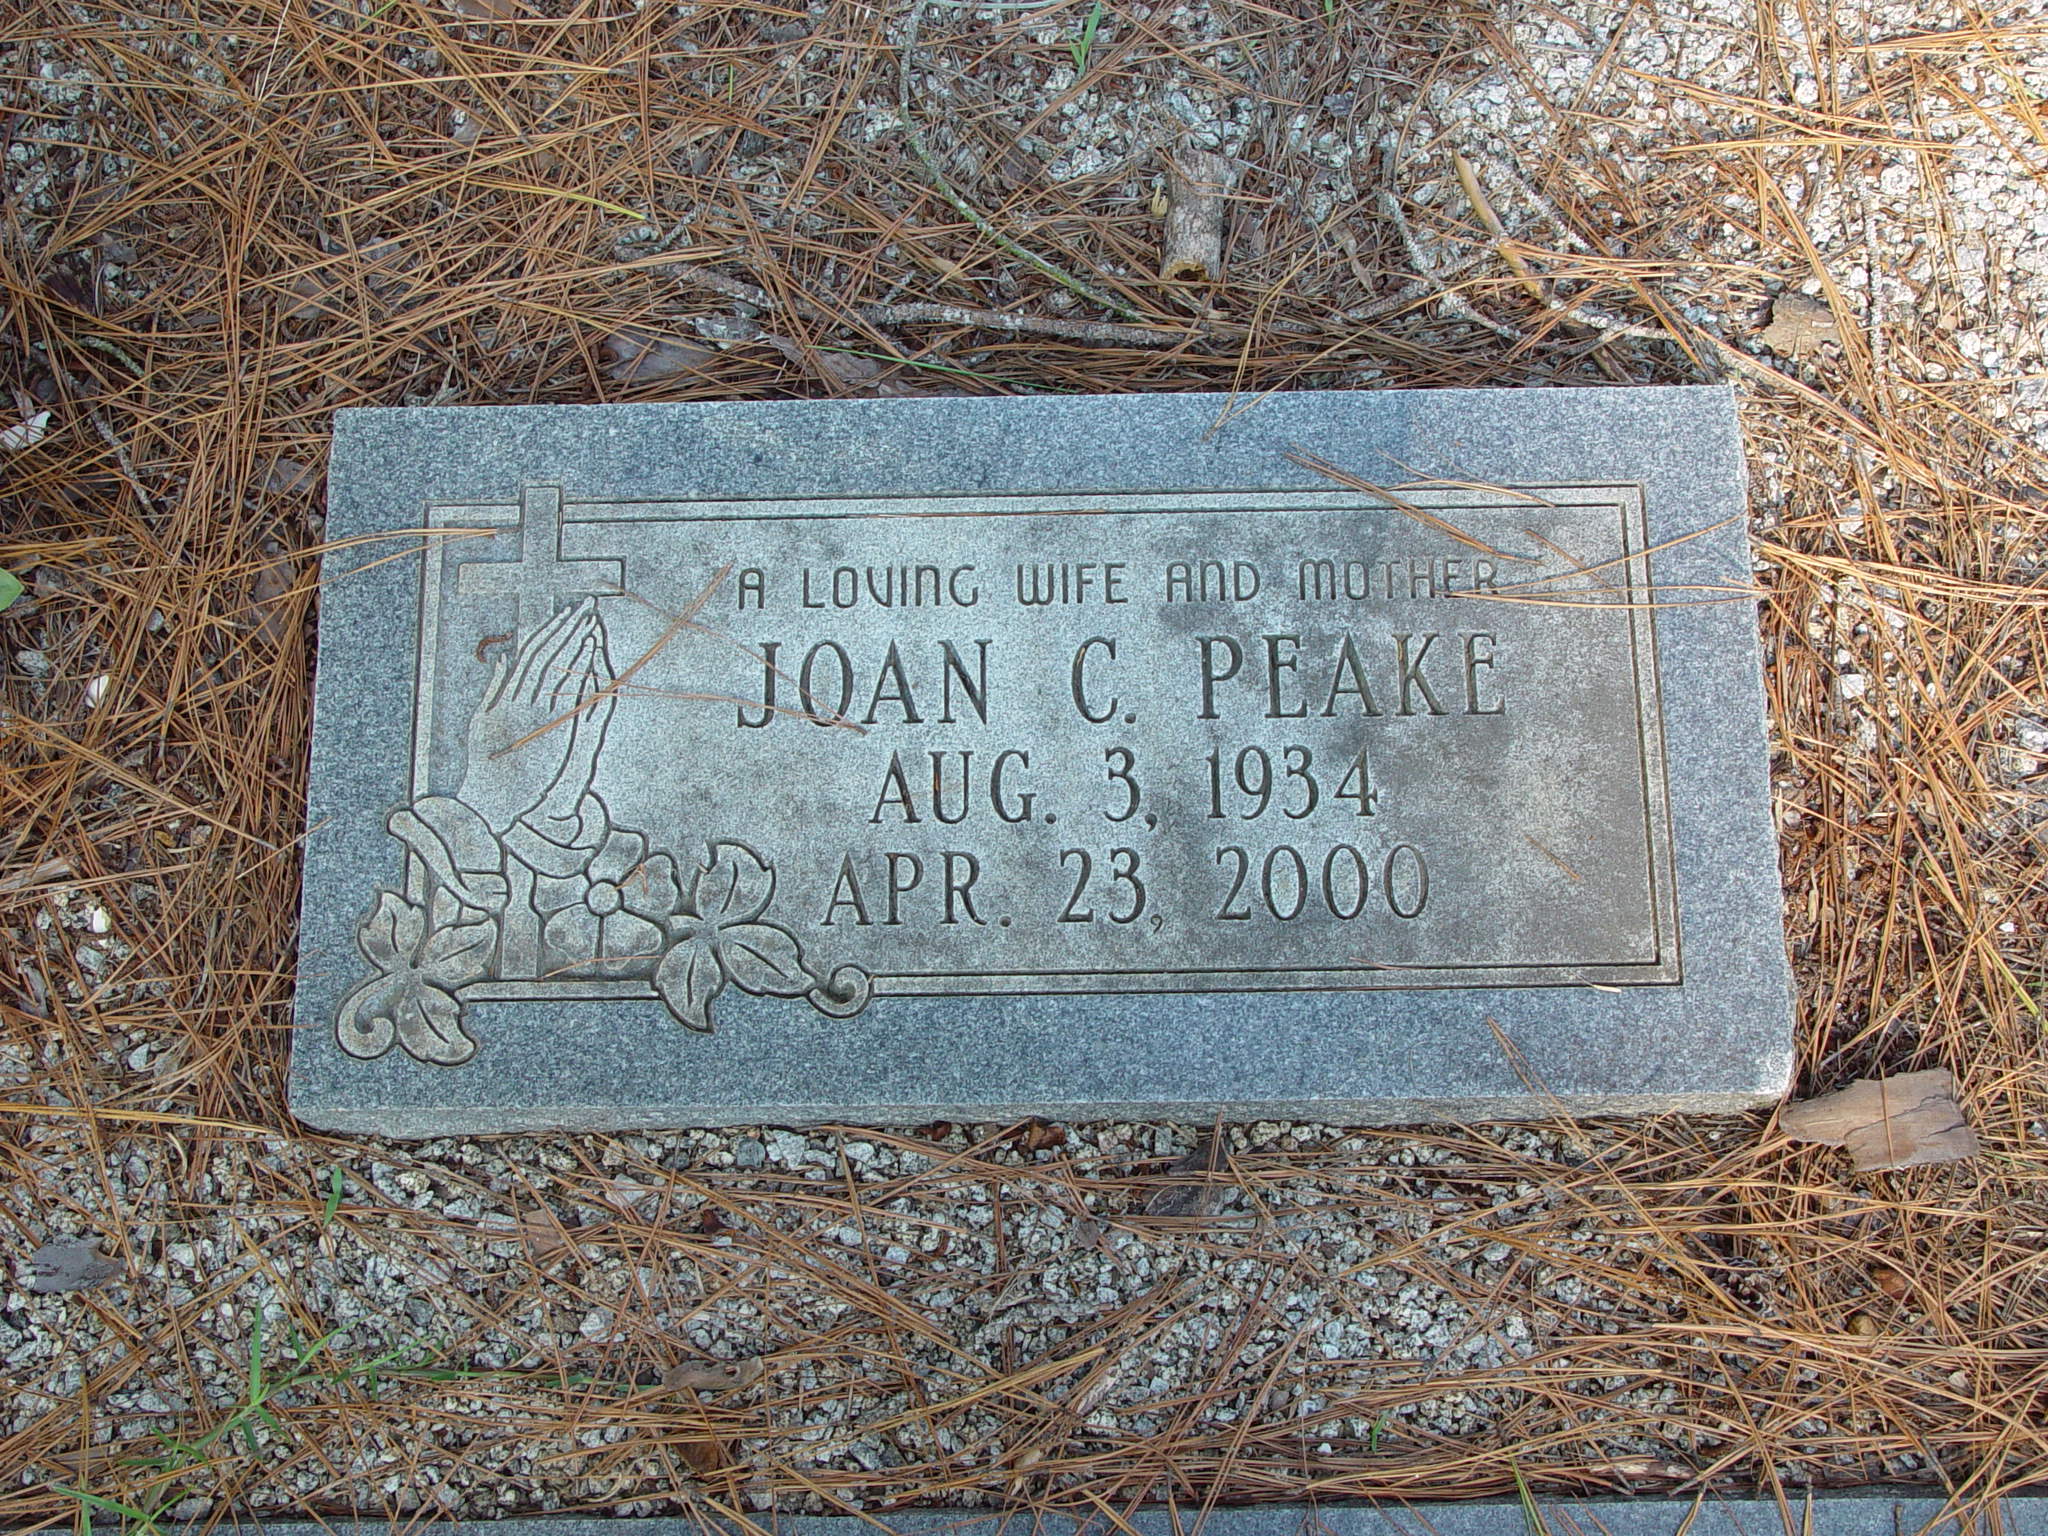 A LOVING WIFE AND MOTHER
JOAN C. PEAKE
AUG. 3, 1934
APR. 23, 2000